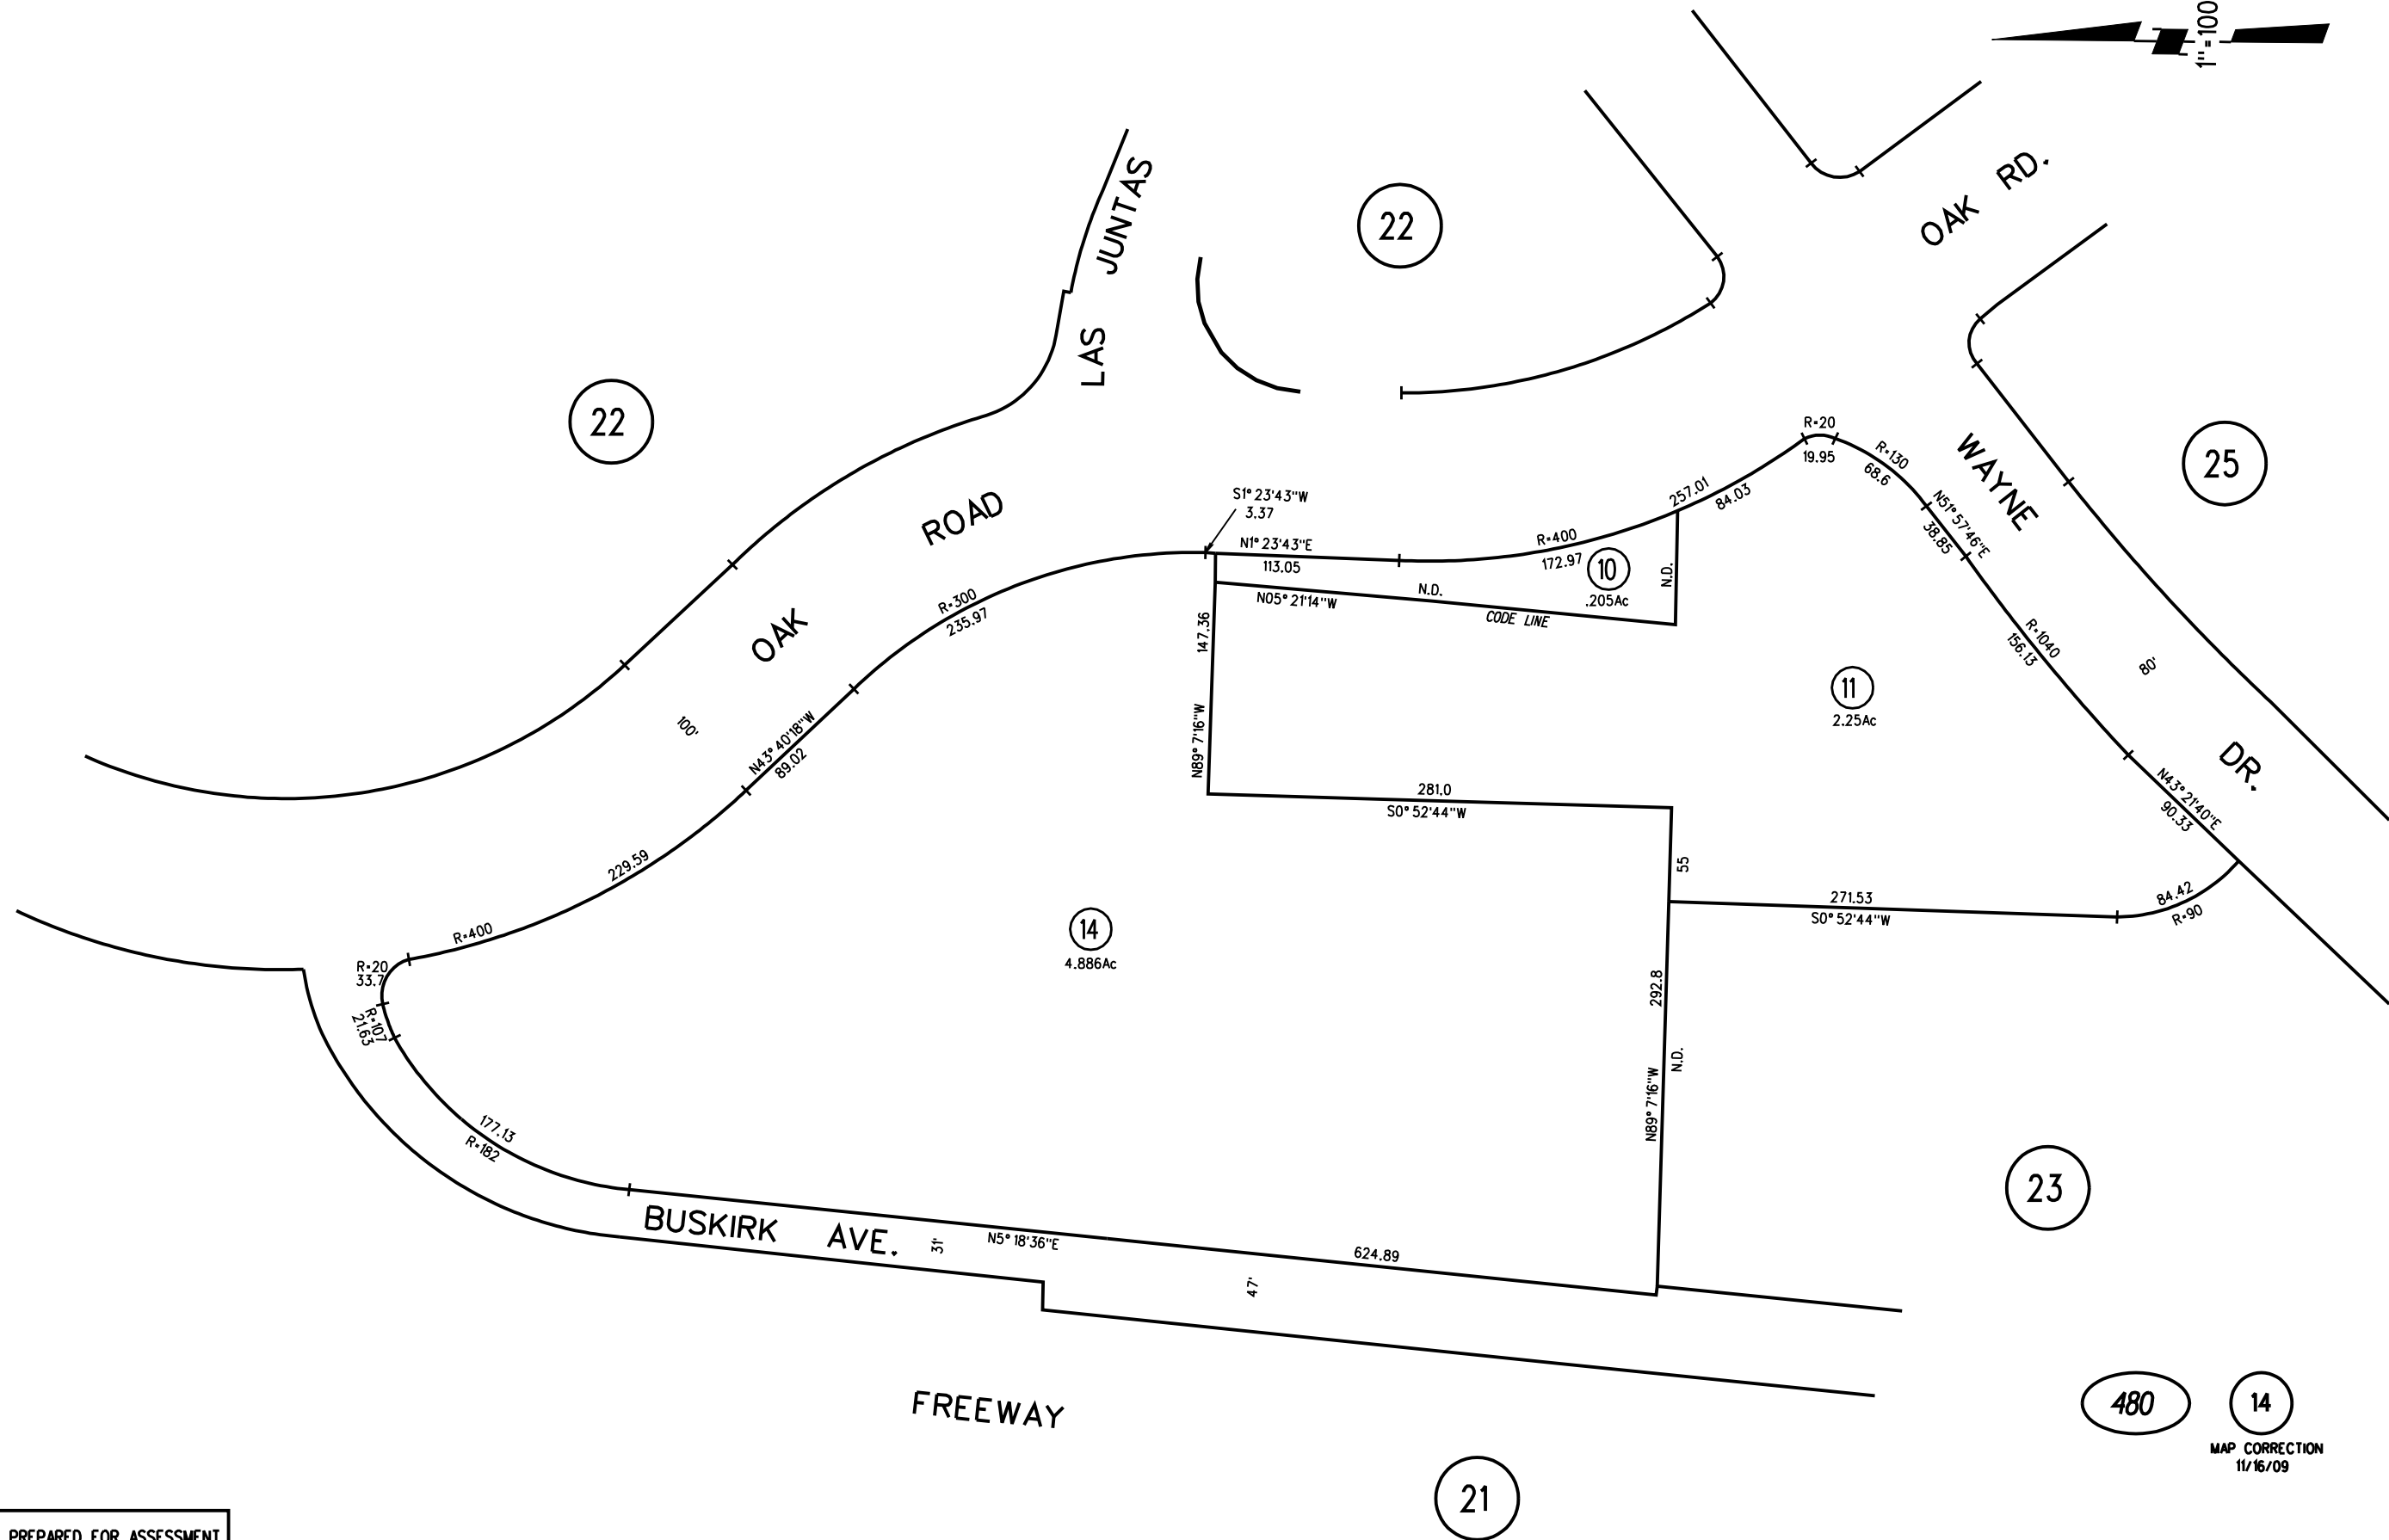 1"=100
LAS JUNTAS
22
OAK RD.
22
25
WAYNE
DR.
80'
OAK
ROAD
100'
R=20
19.95
R=130
68.6
N51° 57'46"E
38.85
R=1040
156.13
N43° 21'40"E
90.33
84.42
R=90
S1° 23'43"W
3.37
N1° 23'43"E
113.05
R=400
172.97
257.01
84.03
10
.205Ac
N.D.
N.D.
N05° 21'14"W
CODE LINE
R=300
235.97
147.36
N89° 7'16"W
11
2.25Ac
N43° 40'18"W
89.02
281.0
S0° 52'44"W
55
271.53
S0° 52'44"W
229.59
R=400
14
4.886Ac
R=20
33.7
R=107
21.63
292.8
N.D.
N89° 7'16"W
177.13
R=182
23
BUSKIRK AVE.
31'
N5° 18'36"E
624.89
47'
FREEWAY
480
14
MAP CORRECTION
11/16/09
21
PREPARED FOR ASSESSMENT